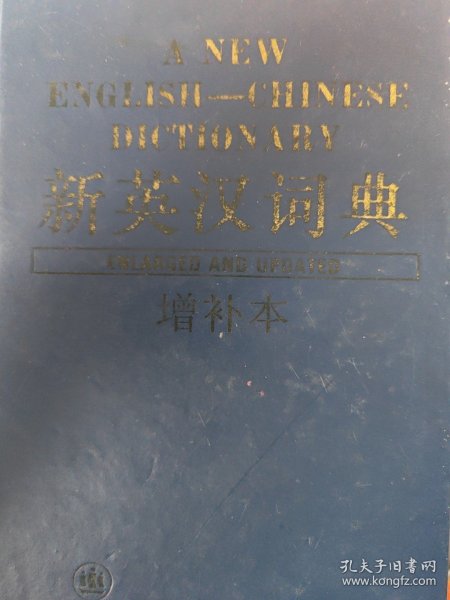 A NEW
ENGLISH—CHINESE
DICTIONARY
新英汉词典
ENLARGED AND UPDATED
增补本
孔夫子旧书网
www.kongfz.com